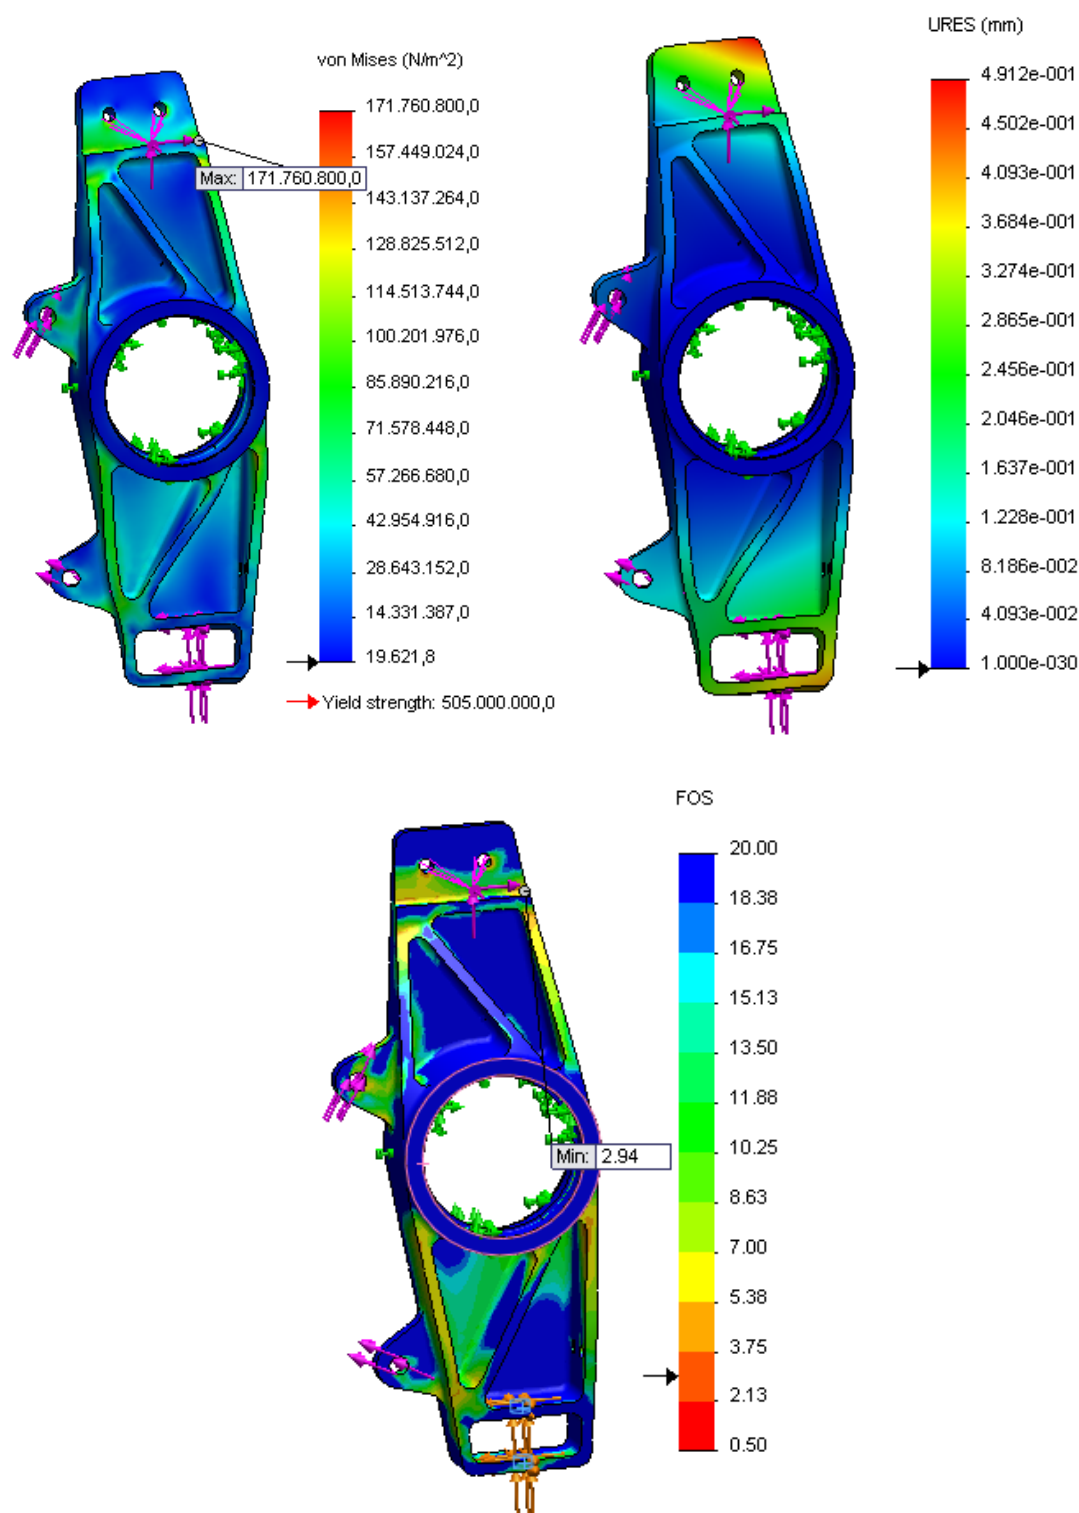 von Mises (N/m^2)
171.760.800,0
157.449.024,0
143.137.264,0
128.825.512,0
114.513.744,0
100.201.976,0
85.890.216,0
71.578.448,0
57.266.680,0
42.954.916,0
28.643.152,0
14.331.387,0
19.621,8
Yield strength: 505.000.000,0
Max: 171.760.800,0
URES (mm)
4.912e-001
4.502e-001
4.093e-001
3.684e-001
3.274e-001
2.865e-001
2.456e-001
2.046e-001
1.637e-001
1.228e-001
8.186e-002
4.093e-002
1.000e-030
FOS
20.00
18.38
16.75
15.13
13.50
11.88
10.25
8.63
7.00
5.38
3.75
2.13
0.50
Min: 2.94